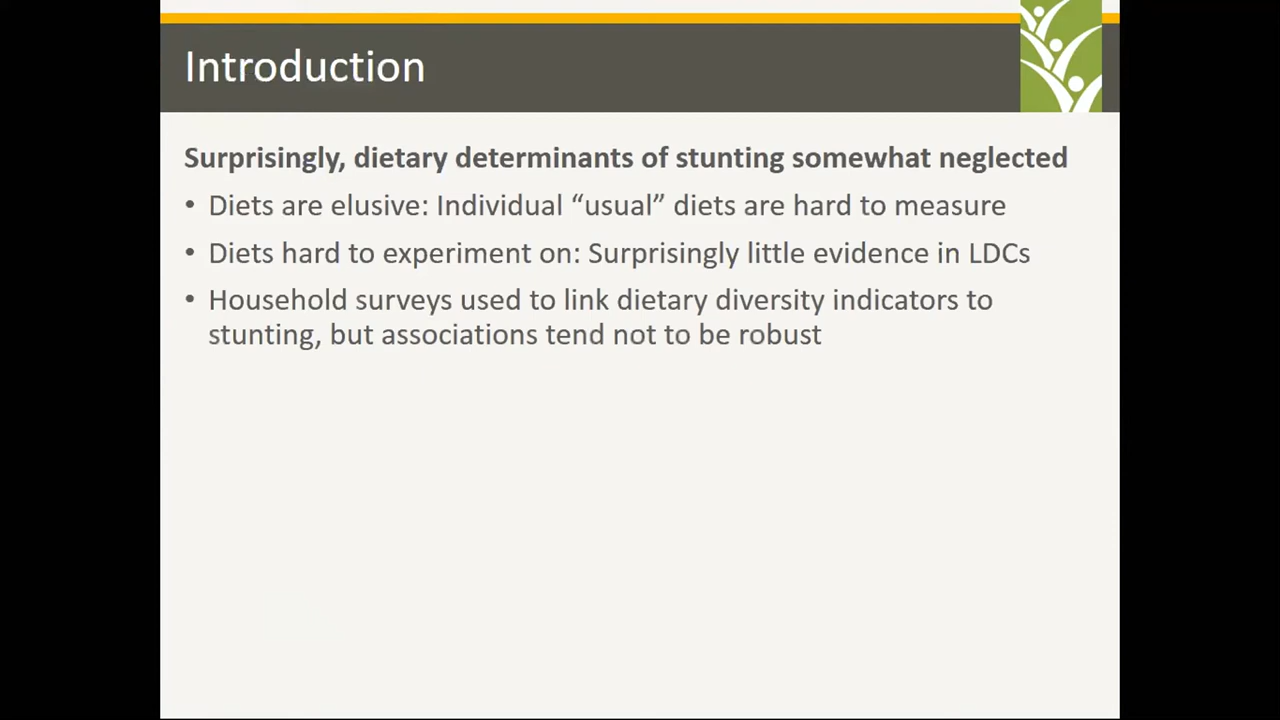 Introduction
Surprisingly, dietary determinants of stunting somewhat neglected
• Diets are elusive: Individual “usual” diets are hard to measure
• Diets hard to experiment on: Surprisingly little evidence in LDCs
• Household surveys used to link dietary diversity indicators to
stunting, but associations tend not to be robust